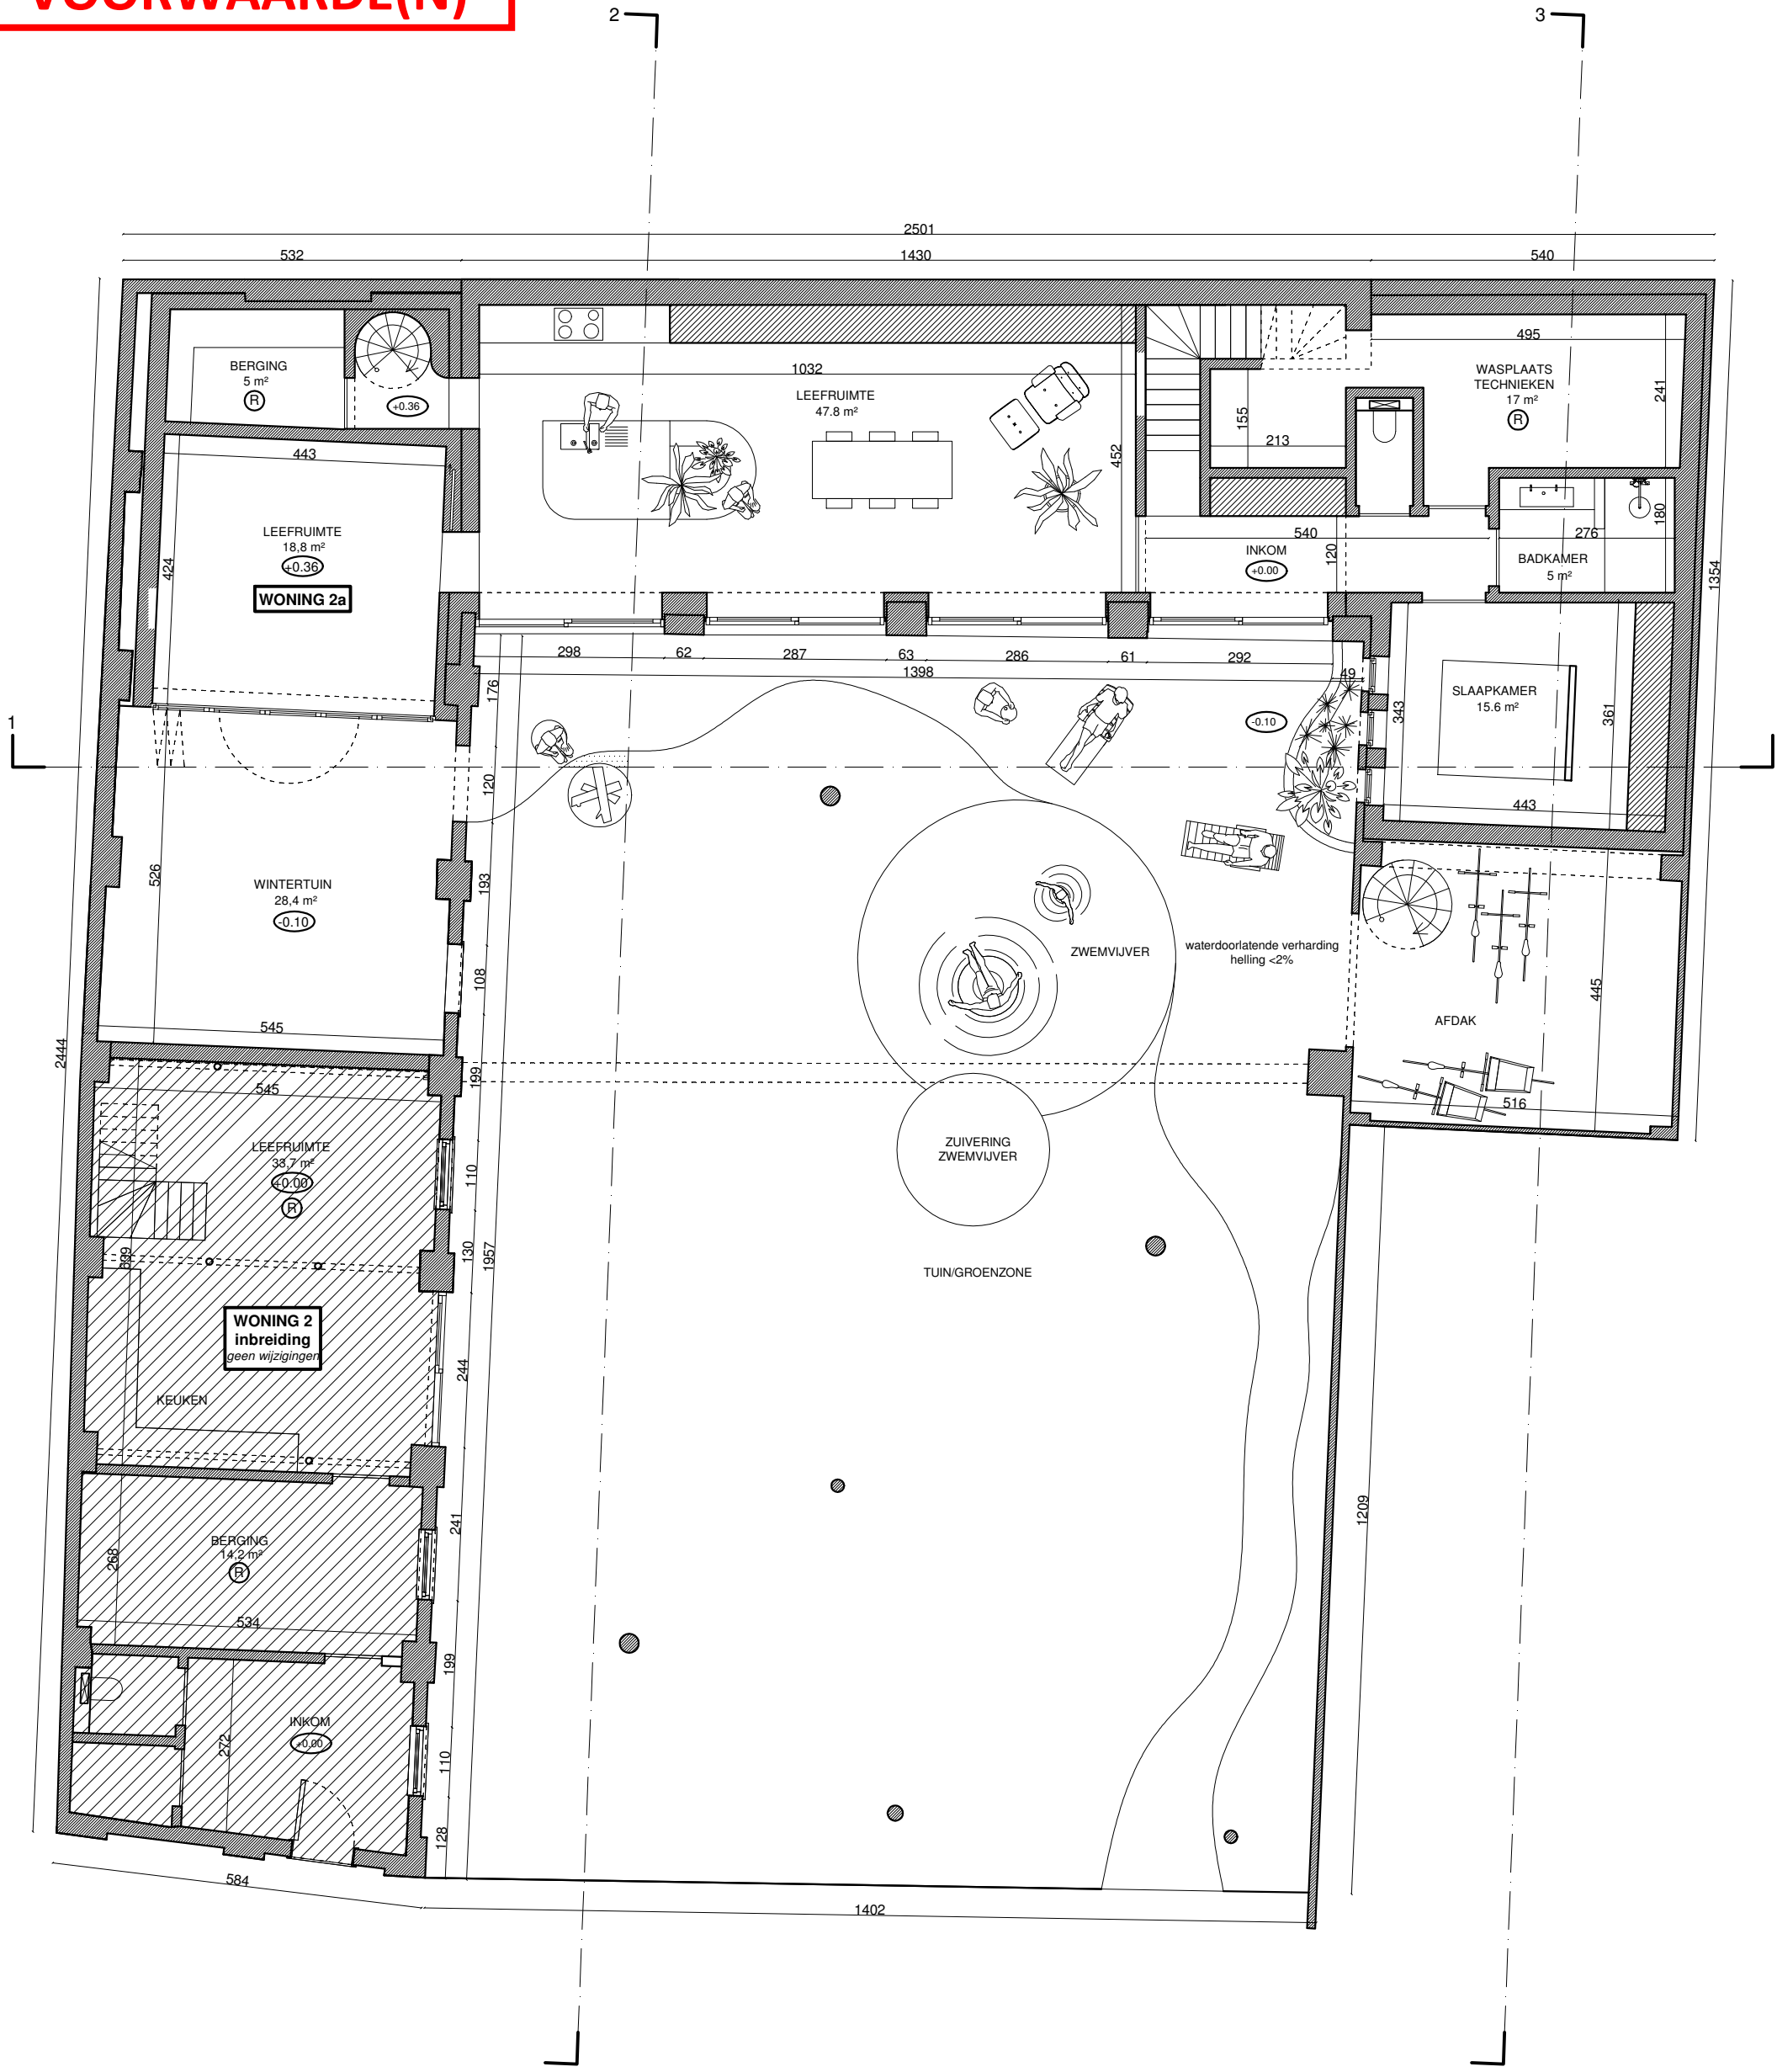 VOORWAARDE(N)
2
3
2501
532
1430
540
495
BERGING
5 m²
R
+0.36
1032
LEEFRUIMTE
47.8 m²
WASPLAATS
TECHNIEKEN
17 m²
R
241
155
213
452
443
424
LEEFRUIMTE
18,8 m²
+0.36
WONING 2a
540
INKOM
+0.00
120
276
180
BADKAMER
5 m²
1354
298
62
287
63
286
61
292
1398
49
176
-0.10
SLAAPKAMER
15.6 m²
343
361
443
1
120
526
WINTERTUIN
28,4 m²
-0.10
193
108
545
ZWEMVIJVER
waterdoorlatende verharding
helling <2%
445
AFDAK
516
2444
199
545
LEEFRUIMTE
33,7 m²
+0.00
R
110
ZUIVERING
ZWEMVIJVER
639
130
1957
TUIN/GROENZONE
WONING 2
inbreiding
geen wijzigingen
244
KEUKEN
241
1209
BERGING
14,2 m²
R
268
534
199
INKOM
+0.00
272
110
128
584
1402